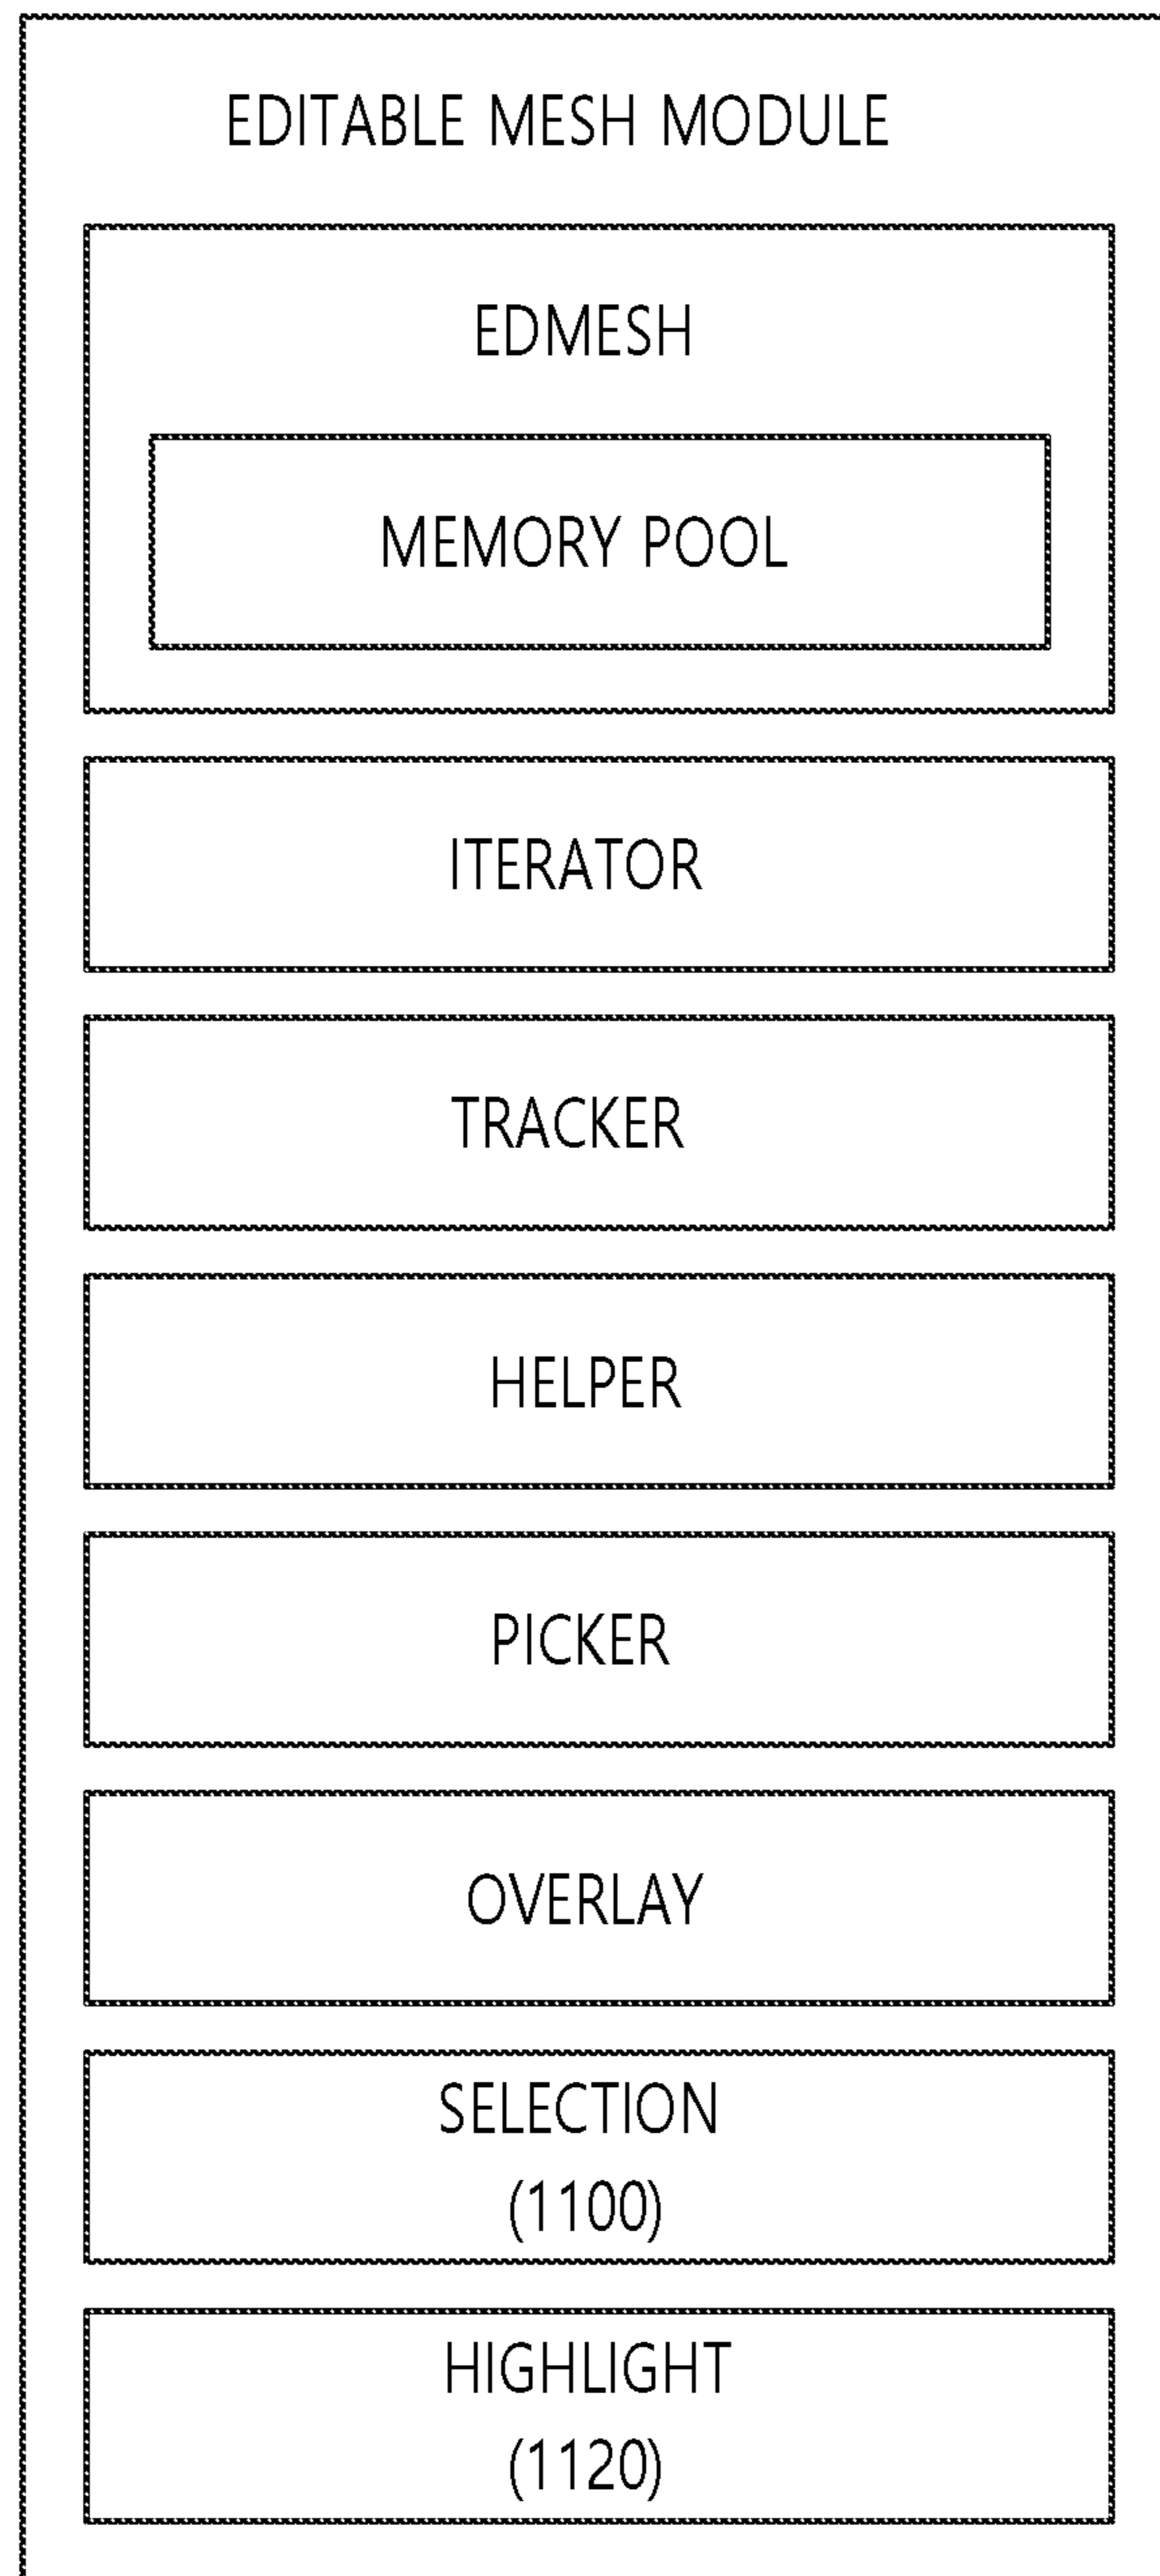 EDITABLE MESH MODULE
EDMESH
MEMORY POOL
ITERATOR
TRACKER
HELPER
PICKER
OVERLAY
SELECTION
(1100)
HIGHLIGHT
(1120)